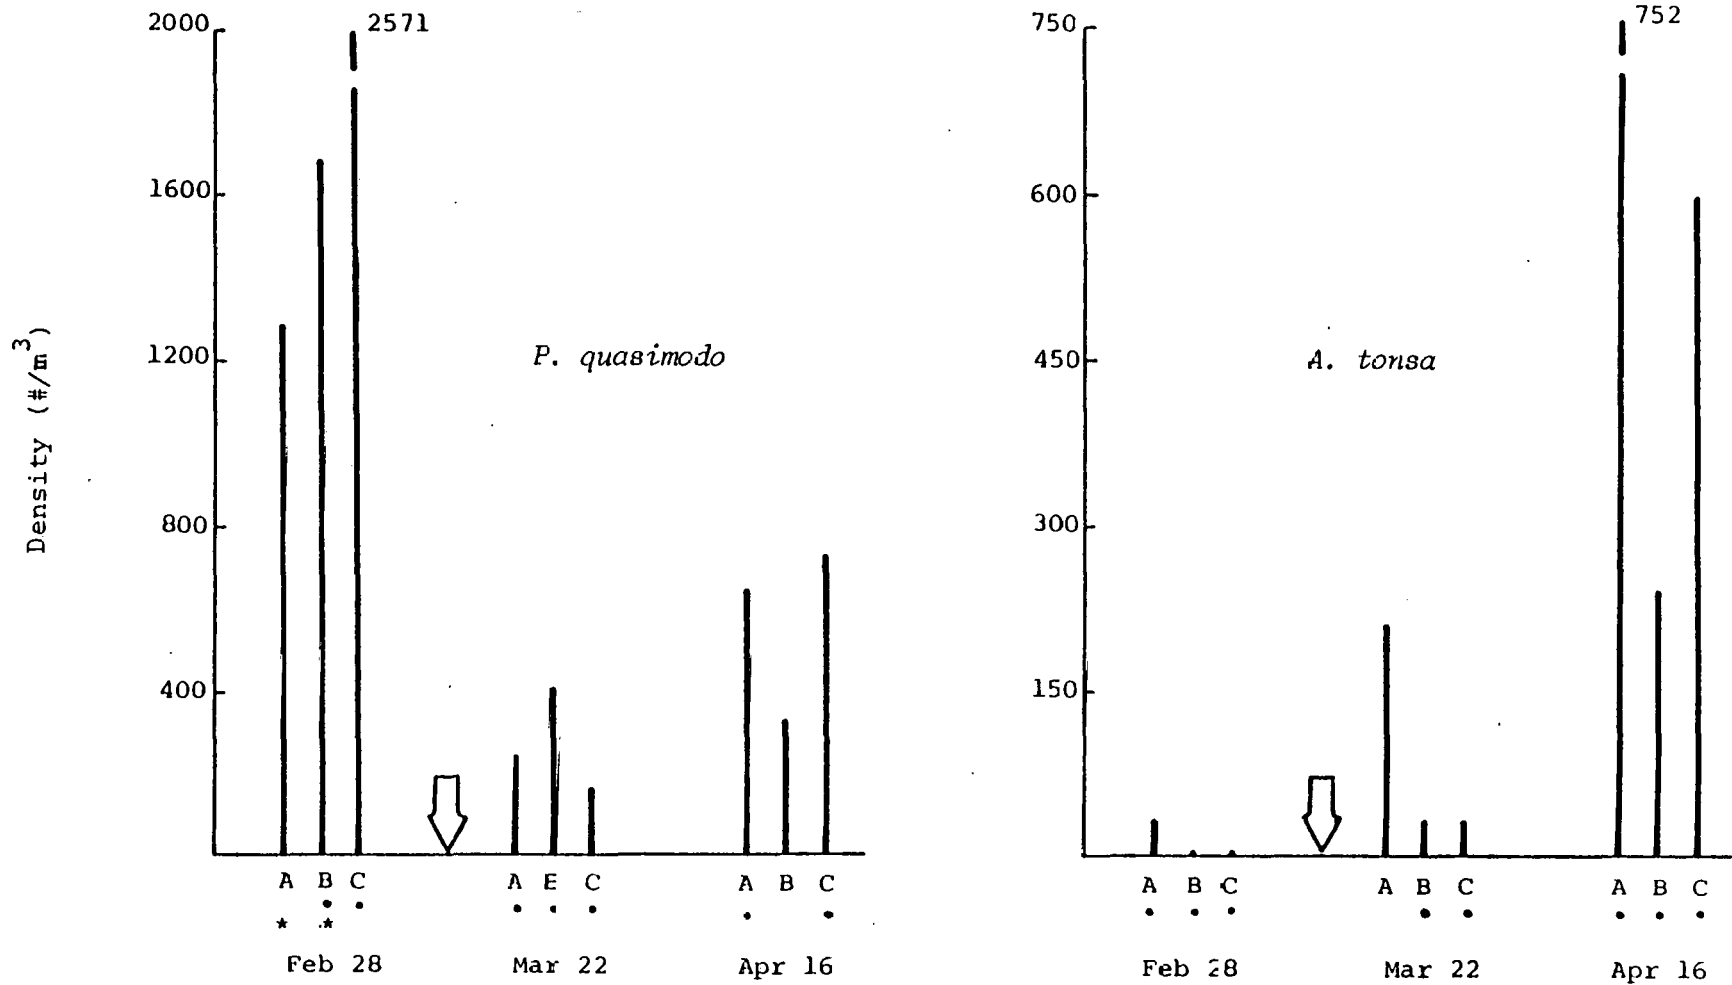 Density (#/m³)
2000
1600
1200
800
400
2571
P. quasimodo
A B C
* *
Feb 28
A E C
Mar 22
A B C
Apr 16
750
600
450
300
150
752
A. tonsa
A B C
Feb 28
A B C
Mar 22
A B C
Apr 16